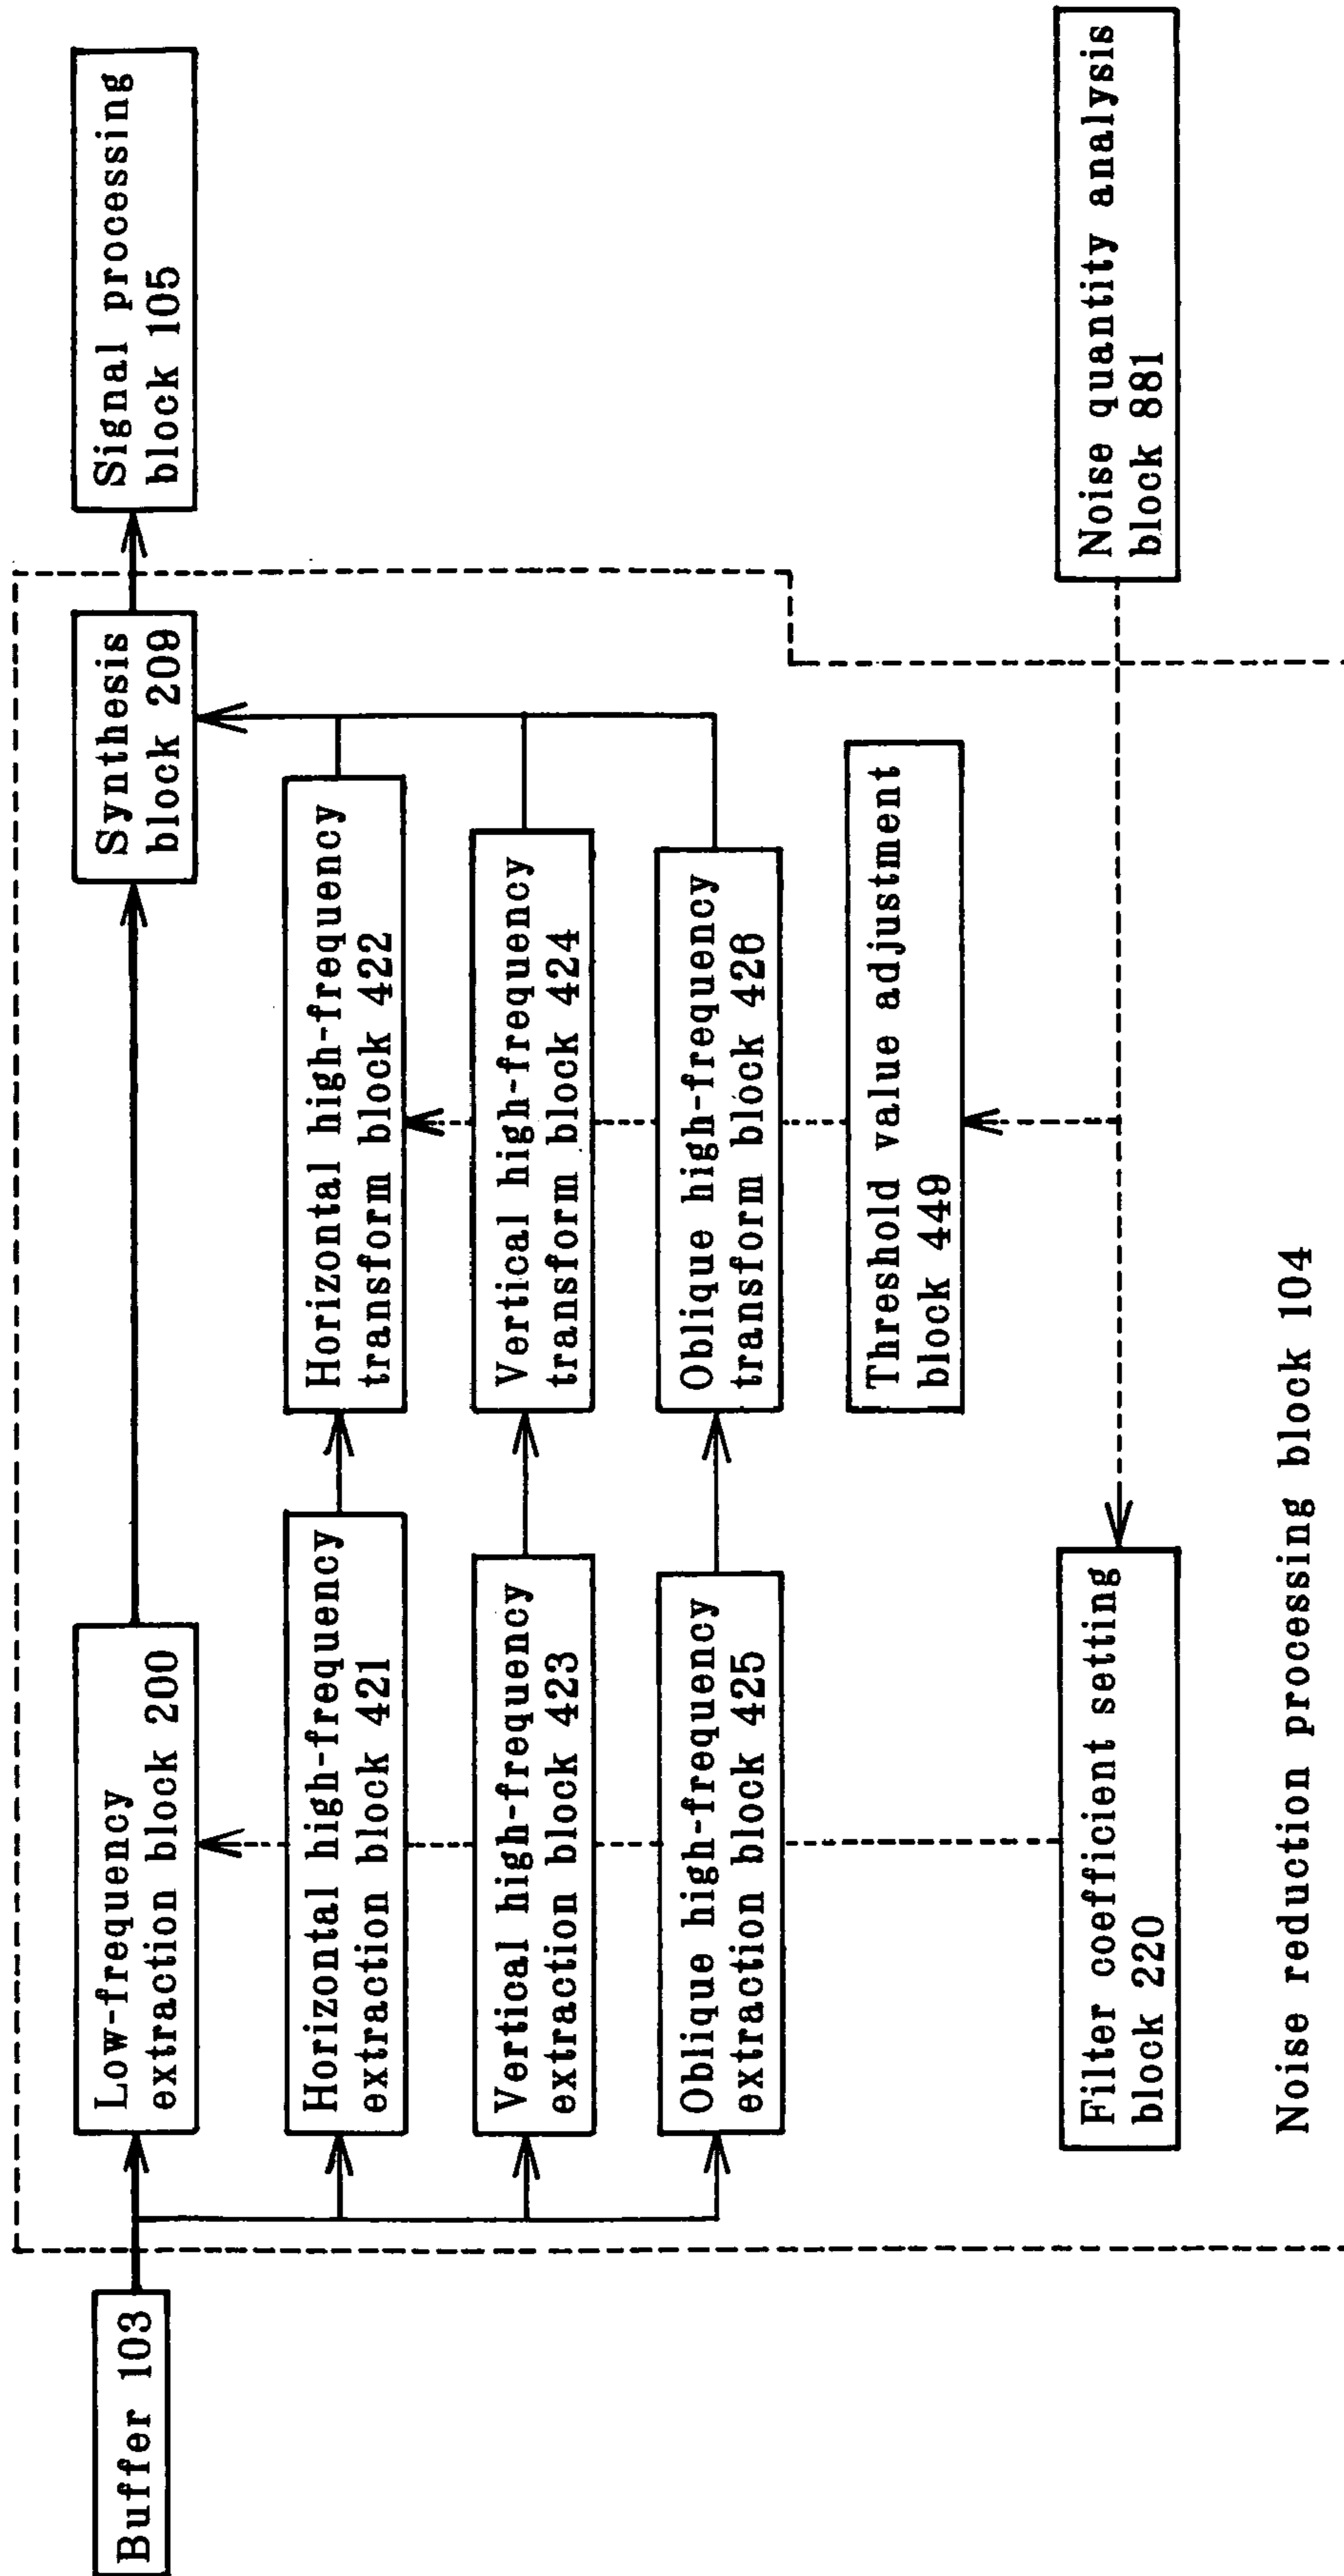 Buffer 103
Low-frequency
extraction block 200
Synthesis
block 209
Signal processing
block 105
Horizontal high-frequency
extraction block 421
Horizontal high-frequency
transform block 422
Vertical high-frequency
extraction block 423
Vertical high-frequency
transform block 424
Oblique high-frequency
extraction block 425
Oblique high-frequency
transform block 426
Threshold value adjustment
block 449
Filter coefficient setting
block 220
Noise quantity analysis
block 881
Noise reduction processing block 104